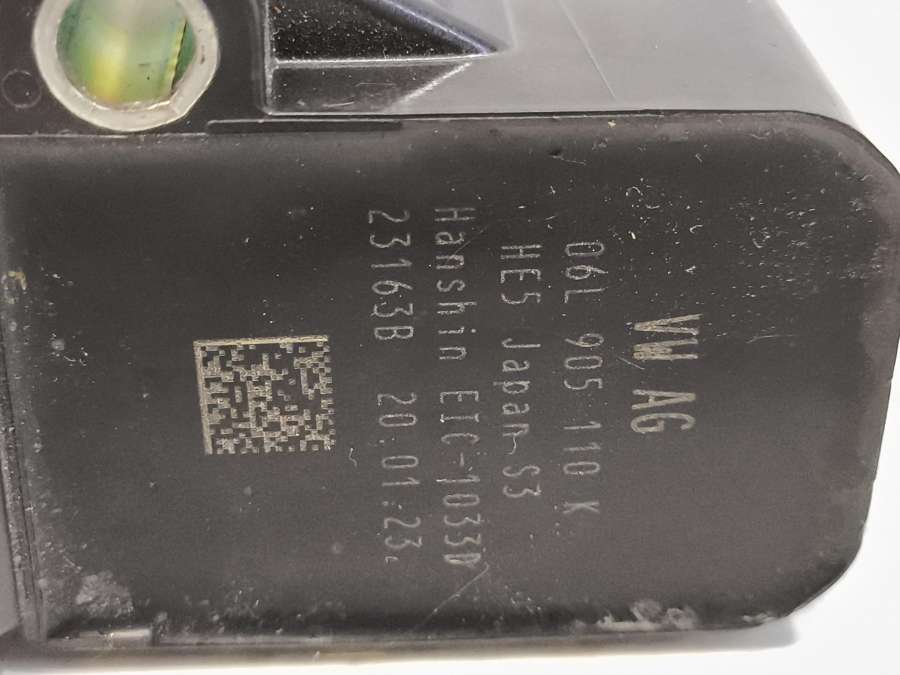 VW AG
06L 905 110 K
HE5 Japan S3
Hanshin EIC-1033D
23163B 20.01.23.